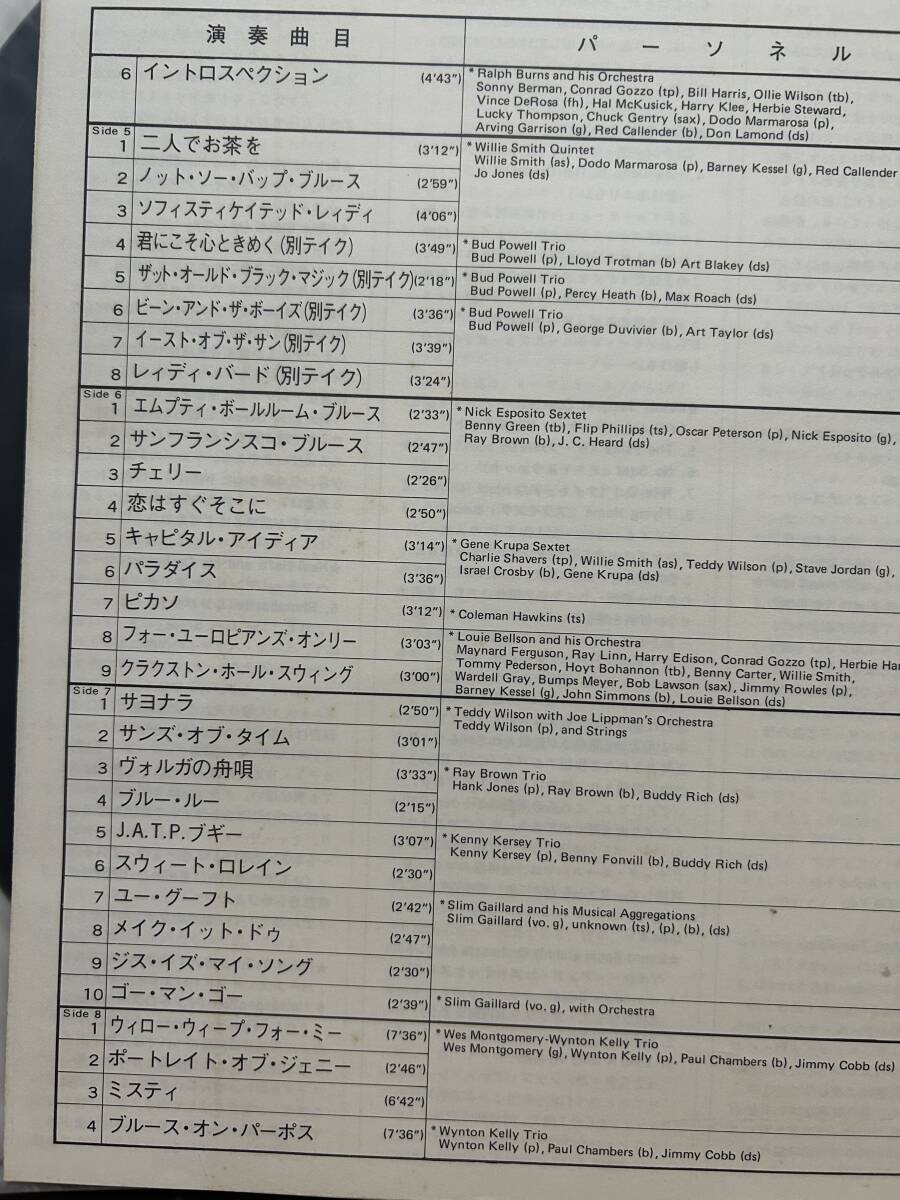 演奏曲目 パーソネル
6 イントロスペクション (4'43") *Ralph Burns and his Orchestra
Sonny Berman, Conrad Gozzo (tp), Bill Harris, Ollie Wilson (tb),
Vince DeRosa (fh), Hal McKusick, Harry Klee, Herbie Steward,
Lucky Thompson, Chuck Gentry (sax), Dodo Marmarosa (p),
Arving Garrison (g), Red Callender (b), Don Lamond (ds)
Side 5
1 二人でお茶を (3'12") *Willie Smith Quintet
Willie Smith (as), Dodo Marmarosa (p), Barney Kessel (g), Red Callender
Jo Jones (ds)
2 ノット・ソー・バップ・ブルース (2'59")
3 ソフィスティケイテッド・レィディ (4'06")
4 君にこそ心ときめく(別テイク) (3'49") *Bud Powell Trio
Bud Powell (p), Lloyd Trotman (b) Art Blakey (ds)
5 ザット・オールド・ブラック・マジック(別テイク) (2'18") *Bud Powell Trio
Bud Powell (p), Percy Heath (b), Max Roach (ds)
6 ビーン・アンド・ザ・ボーイズ(別テイク) (3'36") *Bud Powell Trio
Bud Powell (p), George Duvivier (b), Art Taylor (ds)
7 イースト・オブ・ザ・サン(別テイク) (3'39")
8 レィディ・バード(別テイク) (3'24")
Side 6
1 エムプティ・ボールルーム・ブルース (2'33") *Nick Esposito Sextet
Benny Green (tb), Flip Phillips (ts), Oscar Peterson (p), Nick Esposito (g),
Ray Brown (b), J. C. Heard (ds)
2 サンフランシスコ・ブルース (2'47")
3 チェリー (2'26")
4 恋はすぐそこに (2'50")
5 キャピタル・アイディア (3'14") *Gene Krupa Sextet
Charlie Shavers (tp), Willie Smith (as), Teddy Wilson (p), Stave Jordan (g),
Israel Crosby (b), Gene Krupa (ds)
6 パラダイス (3'36")
7 ピカソ (3'12") *Coleman Hawkins (ts)
8 フォー・ユーロピアンズ・オンリー (3'03") *Louie Bellson and his Orchestra
Maynard Ferguson, Ray Linn, Harry Edison, Conrad Gozzo (tp), Herbie Har
Tommy Pederson, Hoyt Bohannon (tb), Benny Carter, Willie Smith,
Wardell Gray, Bumps Meyer, Bob Lawson (sax), Jimmy Rowles (p),
Barney Kessel (g), John Simmons (b), Louie Bellson (ds)
9 クラクストン・ホール・スウィング (3'00")
Side 7
1 サヨナラ (2'50") *Teddy Wilson with Joe Lippman's Orchestra
Teddy Wilson (p), and Strings
2 サンズ・オブ・タイム (3'01")
3 ヴォルガの舟唄 (3'33") *Ray Brown Trio
Hank Jones (p), Ray Brown (b), Buddy Rich (ds)
4 ブルー・ルー (2'15")
5 J.A.T.P.ブギー (3'07") *Kenny Kersey Trio
Kenny Kersey (p), Benny Fonvill (b), Buddy Rich (ds)
6 スウィート・ロレイン (2'30")
7 ユー・グーフト (2'42") *Slim Gaillard and his Musical Aggregations
Slim Gaillard (vo. g), unknown (ts), (p), (b), (ds)
8 メイク・イット・ドゥ (2'47")
9 ジス・イズ・マイ・ソング (2'30")
10 ゴー・マン・ゴー (2'39") *Slim Gaillard (vo. g), with Orchestra
Side 8
1 ウィロー・ウィープ・フォー・ミー (7'36") *Wes Montgomery-Wynton Kelly Trio
Wes Montgomery (g), Wynton Kelly (p), Paul Chambers (b), Jimmy Cobb (ds)
2 ポートレイト・オブ・ジェニー (2'46")
3 ミスティ (6'42")
4 ブルース・オン・パーポス (7'36") *Wynton Kelly Trio
Wynton Kelly (p), Paul Chambers (b), Jimmy Cobb (ds)